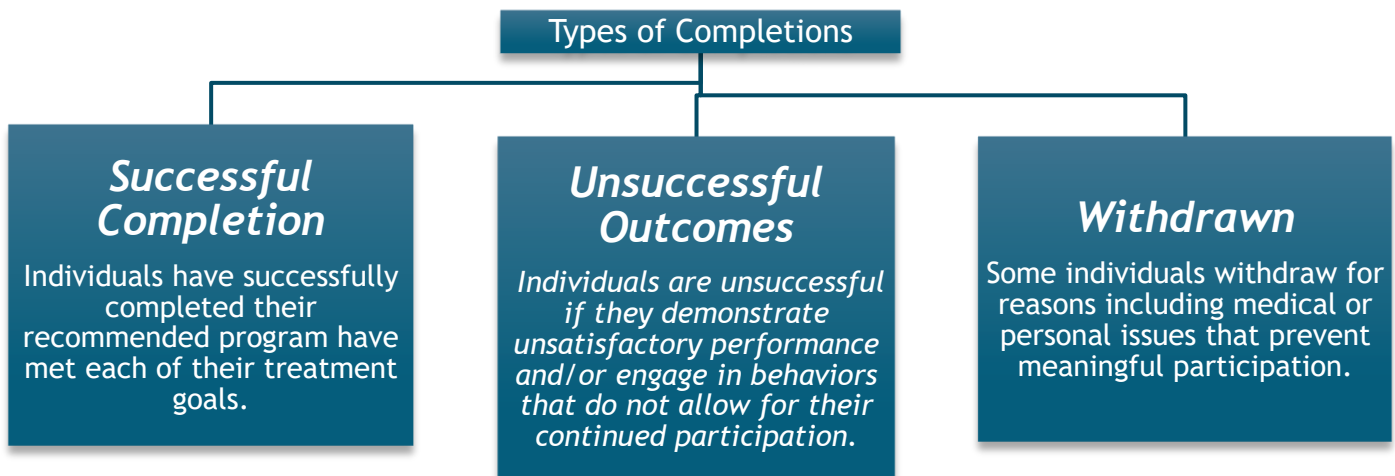 Types of Completions
Successful
Completion
Individuals have successfully
completed their
recommended program have
met each of their treatment
goals.
Unsuccessful
Outcomes
Individuals are unsuccessful
if they demonstrate
unsatisfactory performance
and/or engage in behaviors
that do not allow for their
continued participation.
Withdrawn
Some individuals withdraw for
reasons including medical or
personal issues that prevent
meaningful participation.